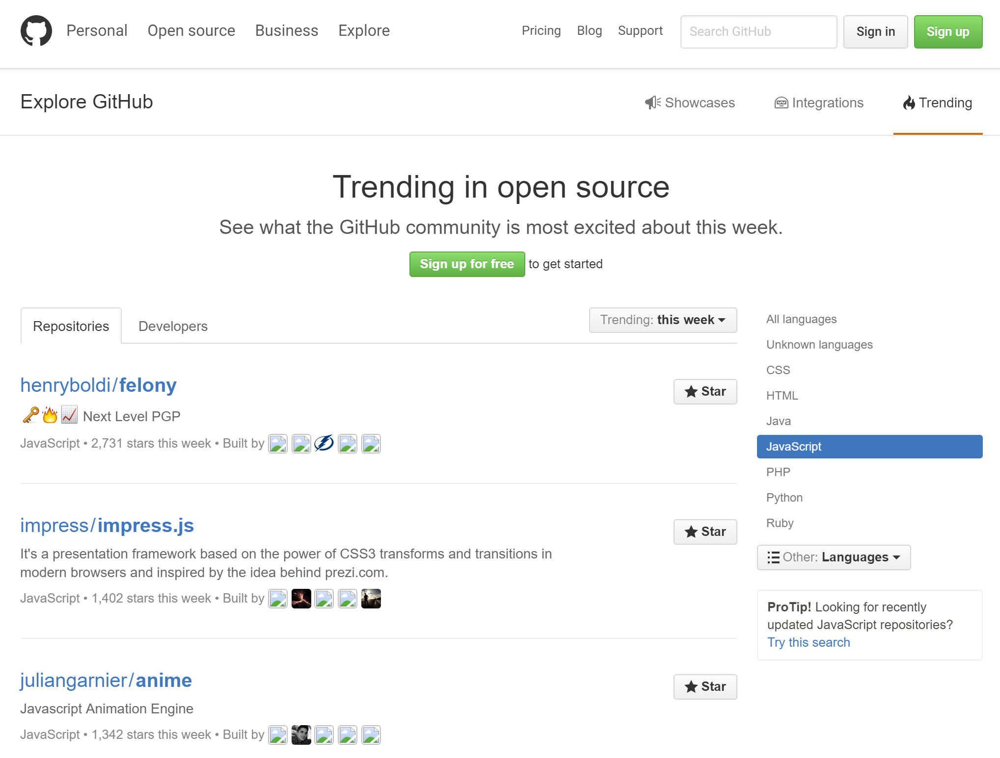 Personal Open source Business Explore Pricing Blog Support Search GitHub Sign in Sign up
Explore GitHub Showcases Integrations Trending
Trending in open source
See what the GitHub community is most excited about this week.
Sign up for free to get started
Repositories Developers Trending: this week
henryboldi/felony
Star
Next Level PGP
JavaScript • 2,731 stars this week • Built by
impress/impress.js
Star
It's a presentation framework based on the power of CSS3 transforms and transitions in
modern browsers and inspired by the idea behind prezi.com.
JavaScript • 1,402 stars this week • Built by
juliangarnier/anime
Star
Javascript Animation Engine
JavaScript • 1,342 stars this week • Built by
All languages
Unknown languages
CSS
HTML
Java
JavaScript
PHP
Python
Ruby
Other: Languages
ProTip! Looking for recently
updated JavaScript repositories?
Try this search